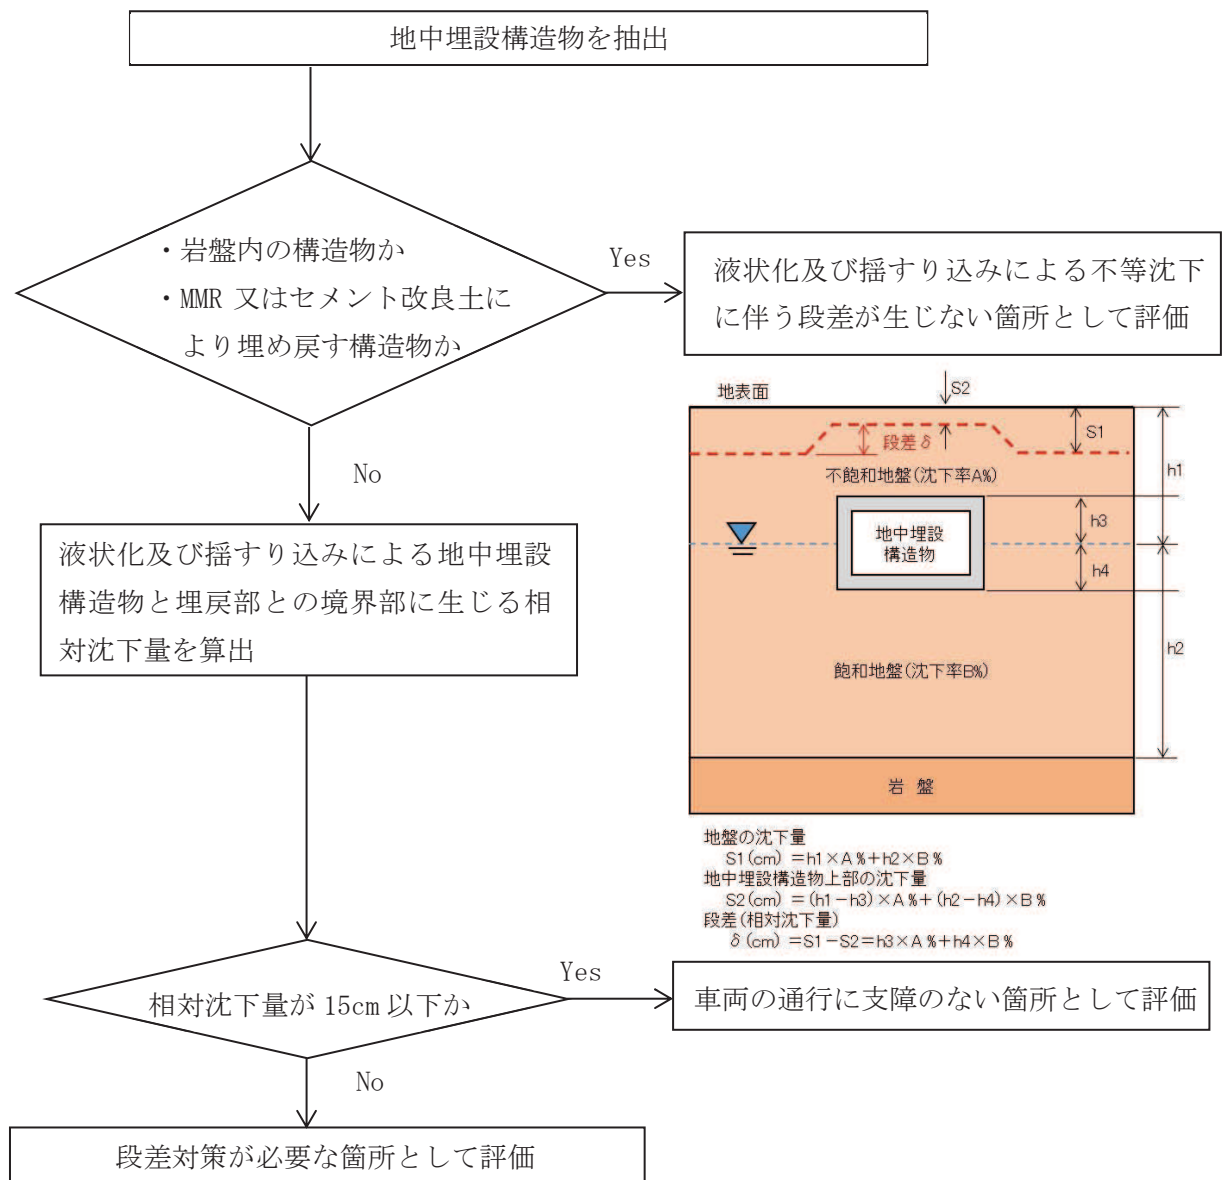 地中埋設構造物を抽出
・岩盤内の構造物か
・MMR 又はセメント改良土に
より埋め戻す構造物か
Yes
液状化及び揺すり込みによる不等沈下
に伴う段差が生じない箇所として評価
No
液状化及び揺すり込みによる地中埋設
構造物と埋戻部との境界部に生じる相
対沈下量を算出
地表面
S2
S1
段差δ
h1
不飽和地盤(沈下率A%)
h3
地中埋設
構造物
h4
h2
飽和地盤(沈下率B%)
岩 盤
地盤の沈下量
S1(cm) =h1×A%+h2×B%
地中埋設構造物上部の沈下量
S2(cm) =(h1-h3)×A%+(h2-h4)×B%
段差(相対沈下量)
δ(cm) =S1-S2=h3×A%+h4×B%
相対沈下量が 15cm 以下か
Yes
車両の通行に支障のない箇所として評価
No
段差対策が必要な箇所として評価